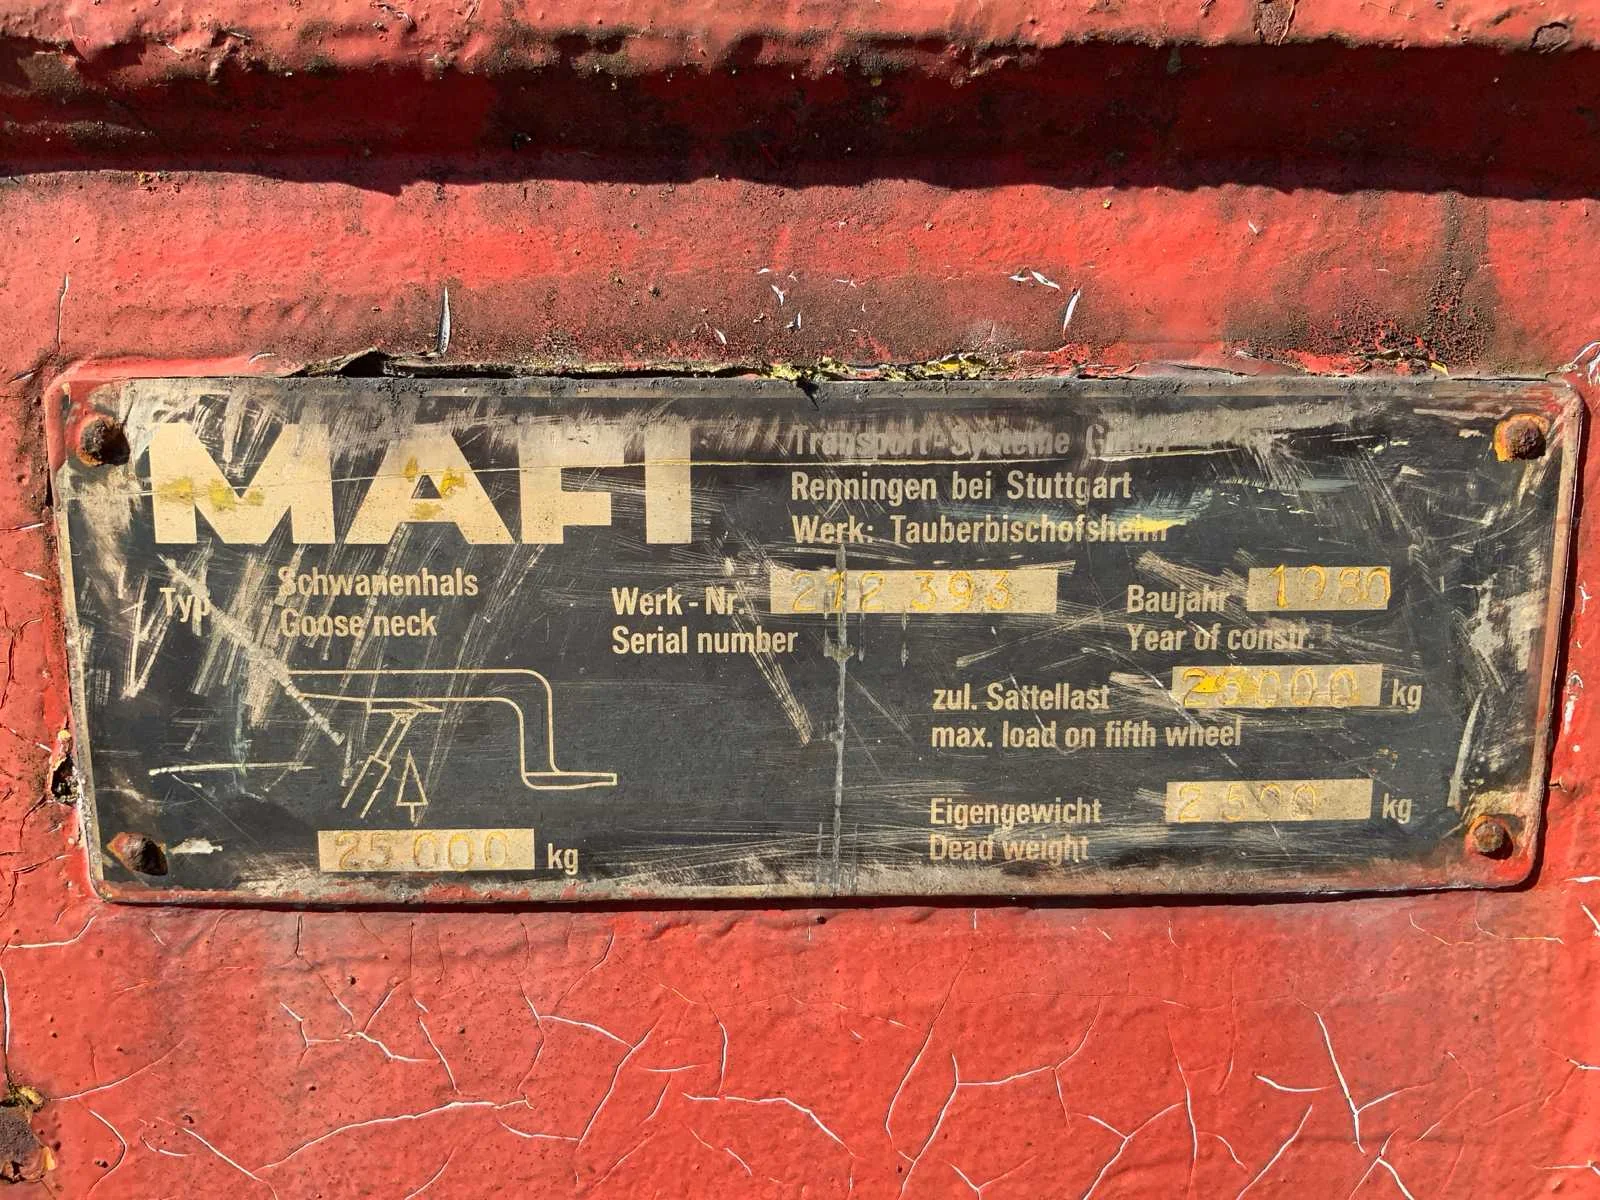 MAFI
Transport-Systeme GmbH
Renningen bei Stuttgart
Werk: Tauberbischofsheim
Typ
Schwanenhals
Goose neck
Werk-Nr. 212 393
Serial number
Baujahr 1980
Year of constr.
zul. Sattellast 25000 kg
max. load on fifth wheel
Eigengewicht 2500 kg
Dead weight
25 000 kg